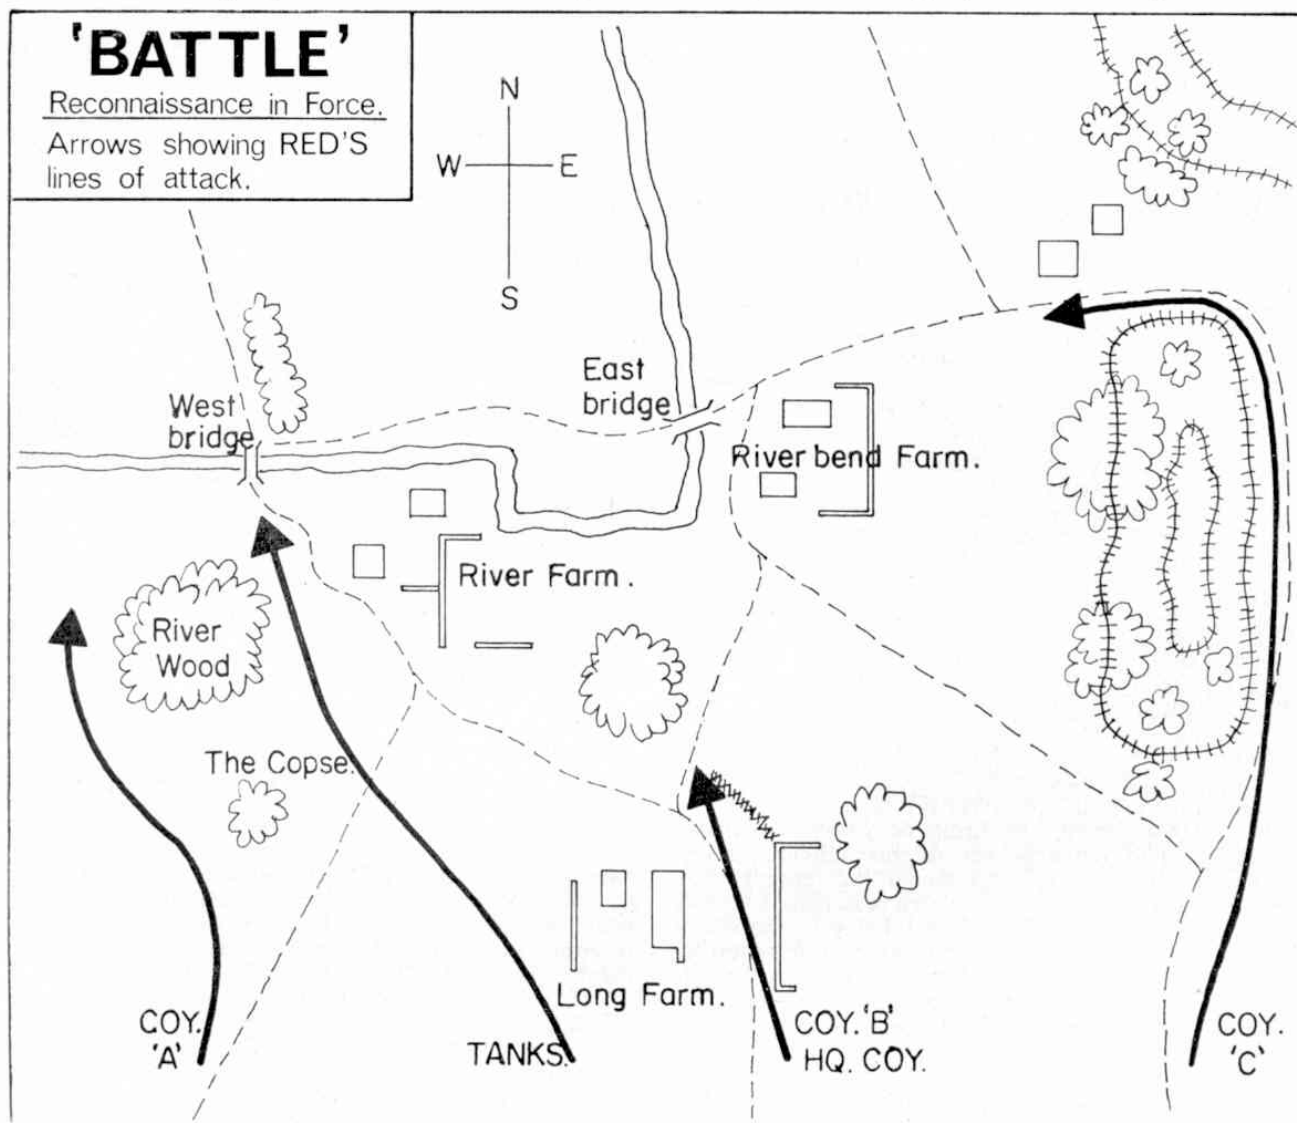 'BATTLE'
Reconnaissance in Force.
Arrows showing RED'S
lines of attack.
N
W E
S
East
bridge
West
bridge
River bend Farm.
River Farm.
River
Wood
The Copse.
Long Farm.
COY.
'A'
TANKS.
COY. 'B'
HQ. COY.
COY.
'C'